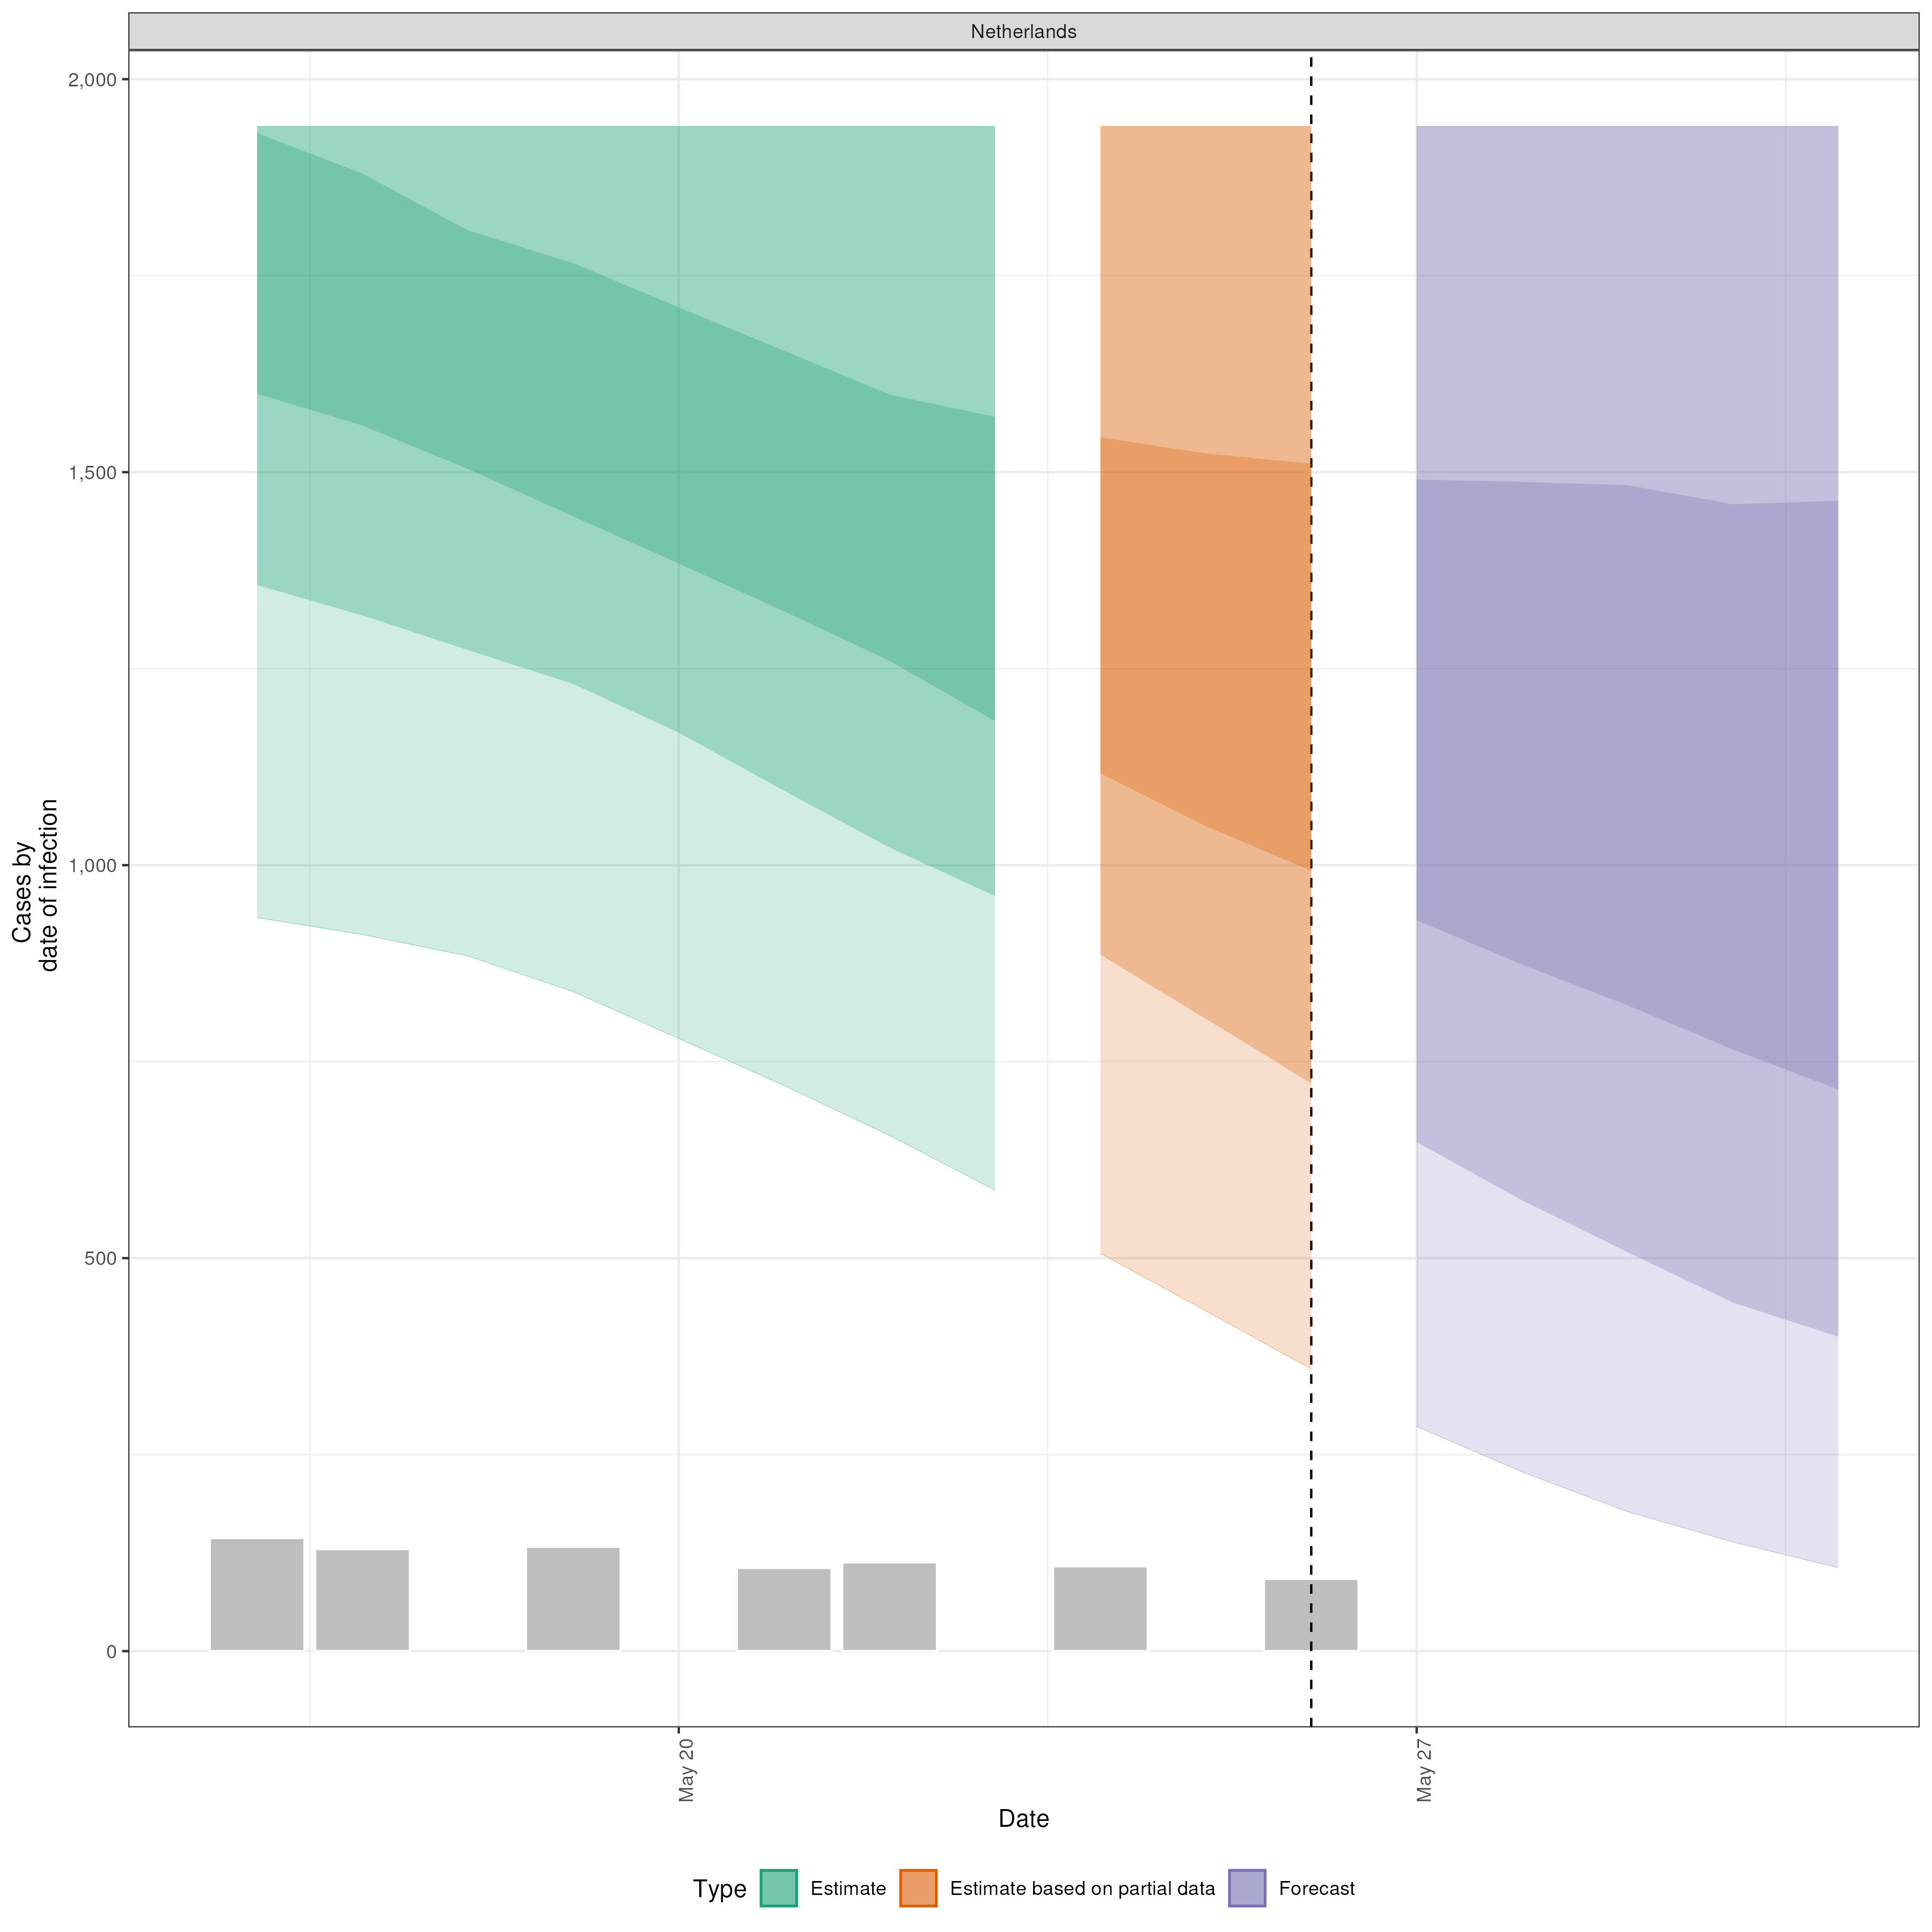 Netherlands
2,000
1,500
1,000
500
0
Cases by
date of infection
May 20
May 27
Date
Type Estimate Estimate based on partial data Forecast